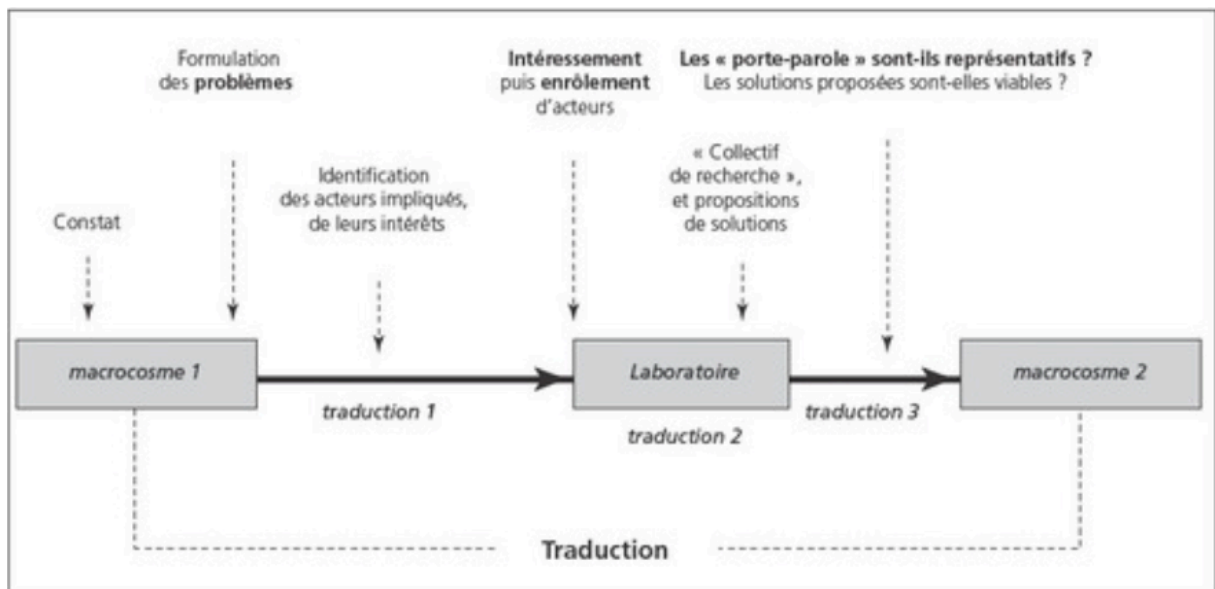 Formulation
des problèmes
Intéressement
puis enrôlement
d'acteurs
Les « porte-parole » sont-ils représentatifs ?
Les solutions proposées sont-elles viables ?
Constat
Identification
des acteurs impliqués,
de leurs intérêts
« Collectif
de recherche »,
et propositions
de solutions
macrocosme 1
Laboratoire
macrocosme 2
traduction 1
traduction 2
traduction 3
Traduction